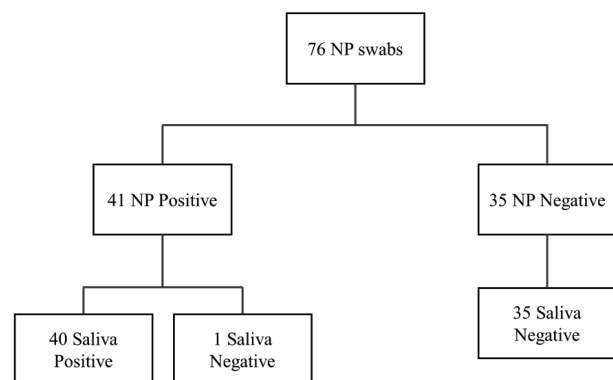 76 NP swabs
41 NP Positive
35 NP Negative
40 Saliva
Positive
1 Saliva
Negative
35 Saliva
Negative